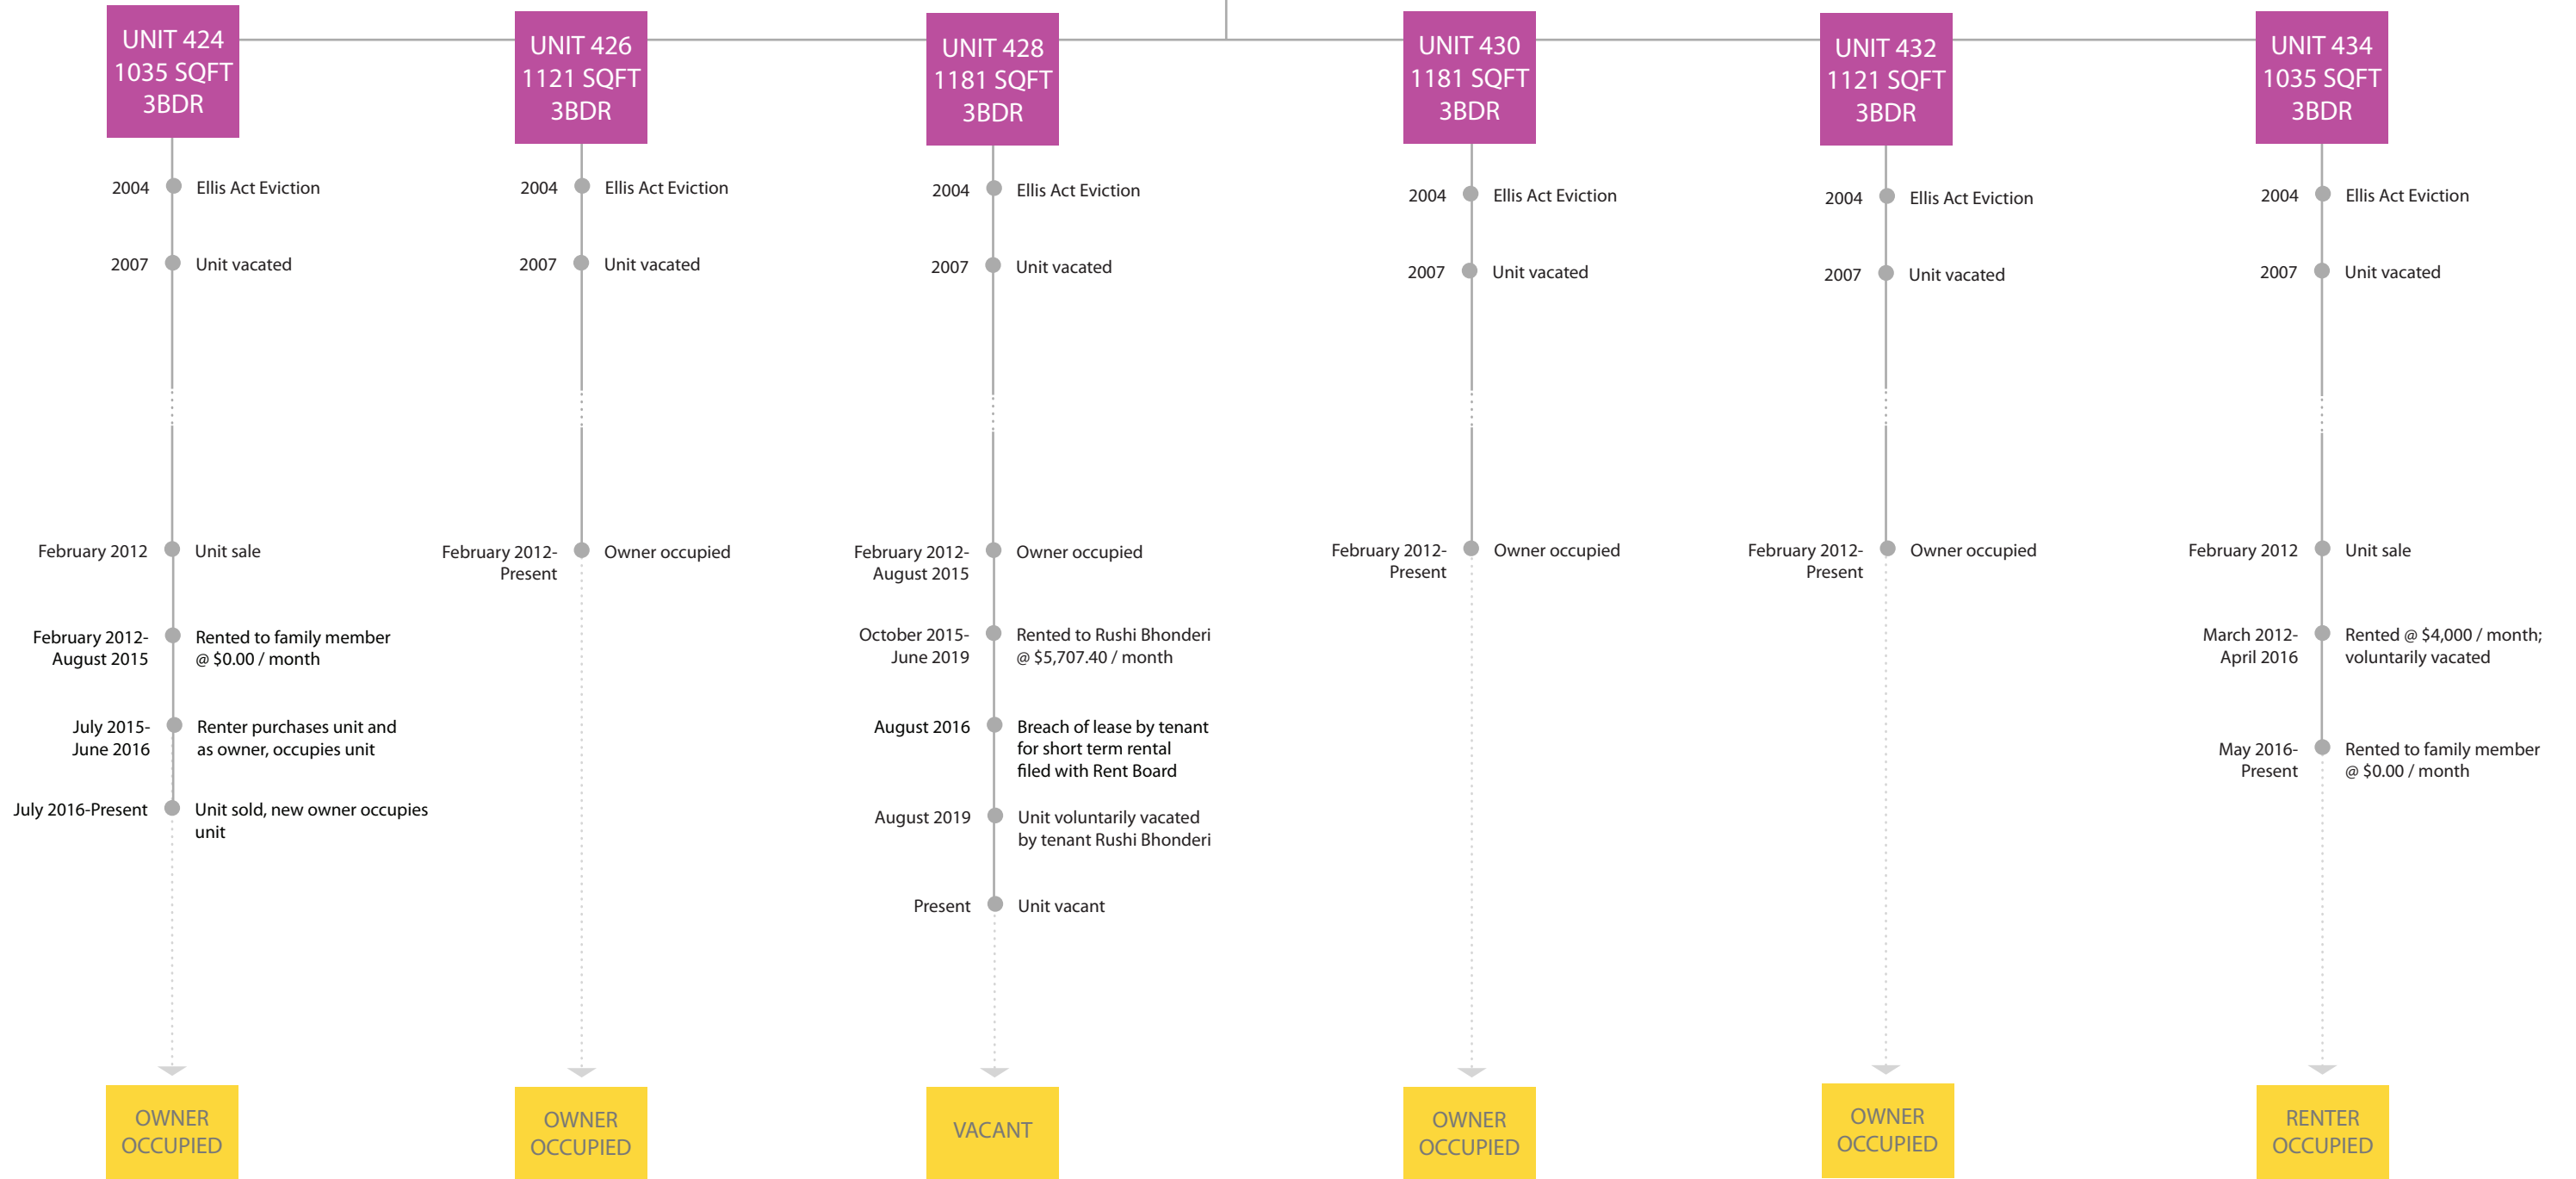 UNIT 424
1035 SQFT
3BDR
2004
Ellis Act Eviction
2007
Unit vacated
February 2012
Unit sale
February 2012-
August 2015
Rented to family member
@ $0.00 / month
July 2015-
June 2016
Renter purchases unit and
as owner, occupies unit
July 2016-Present
Unit sold, new owner occupies
unit
OWNER
OCCUPIED
UNIT 426
1121 SQFT
3BDR
2004
Ellis Act Eviction
2007
Unit vacated
February 2012-
Present
Owner occupied
OWNER
OCCUPIED
UNIT 428
1181 SQFT
3BDR
2004
Ellis Act Eviction
2007
Unit vacated
February 2012-
August 2015
Owner occupied
October 2015-
June 2019
Rented to Rushi Bhonderi
@ $5,707.40 / month
August 2016
Breach of lease by tenant
for short term rental
filed with Rent Board
August 2019
Unit voluntarily vacated
by tenant Rushi Bhonderi
Present
Unit vacant
VACANT
UNIT 430
1181 SQFT
3BDR
2004
Ellis Act Eviction
2007
Unit vacated
February 2012-
Present
Owner occupied
OWNER
OCCUPIED
UNIT 432
1121 SQFT
3BDR
2004
Ellis Act Eviction
2007
Unit vacated
February 2012-
Present
Owner occupied
OWNER
OCCUPIED
UNIT 434
1035 SQFT
3BDR
2004
Ellis Act Eviction
2007
Unit vacated
February 2012
Unit sale
March 2012-
April 2016
Rented @ $4,000 / month;
voluntarily vacated
May 2016-
Present
Rented to family member
@ $0.00 / month
RENTER
OCCUPIED